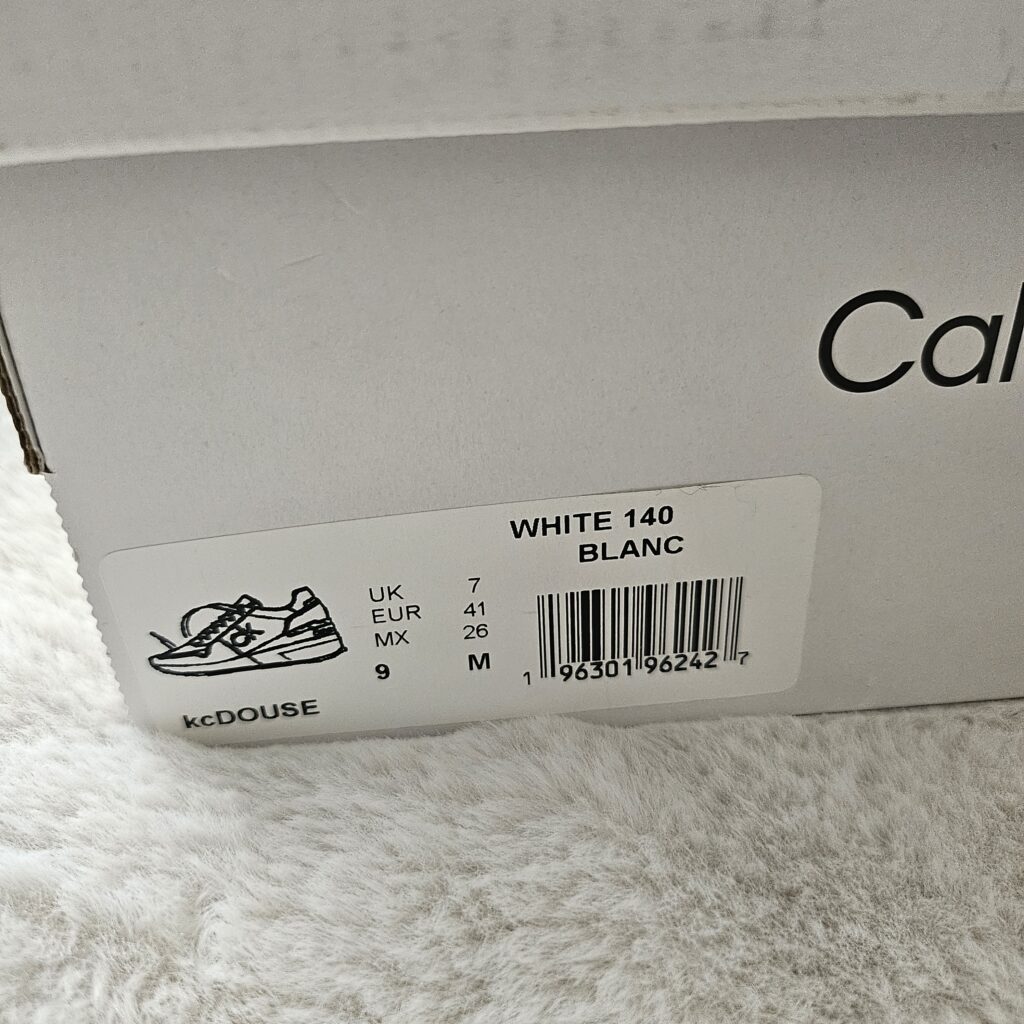 Cal
WHITE 140
BLANC
UK 7
EUR 41
MX 26
9 M
1 96301 96242 7
kcDOUSE